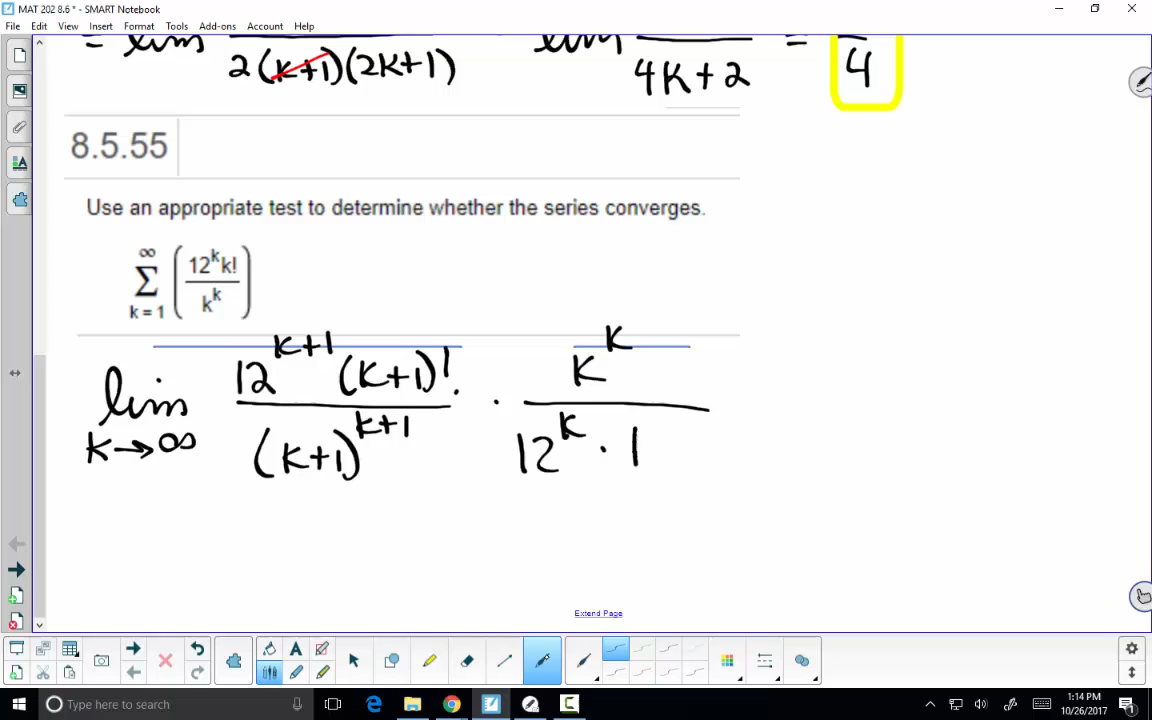 MAT 202 8.6 * - SMART Notebook
File Edit View Insert Format Tools Add-ons Account Help
= lim 2(k+1)(2k+1) lim 4k+2 = 4
8.5.55
Use an appropriate test to determine whether the series converges.
∞ Σ k = 1 (12^k k! / k^k)
lim k→∞ 12^(k+1) (k+1)! / (k+1)^(k+1) · k^k / 12^k · 1
Extend Page
Type here to search
1:14 PM
10/26/2017
1